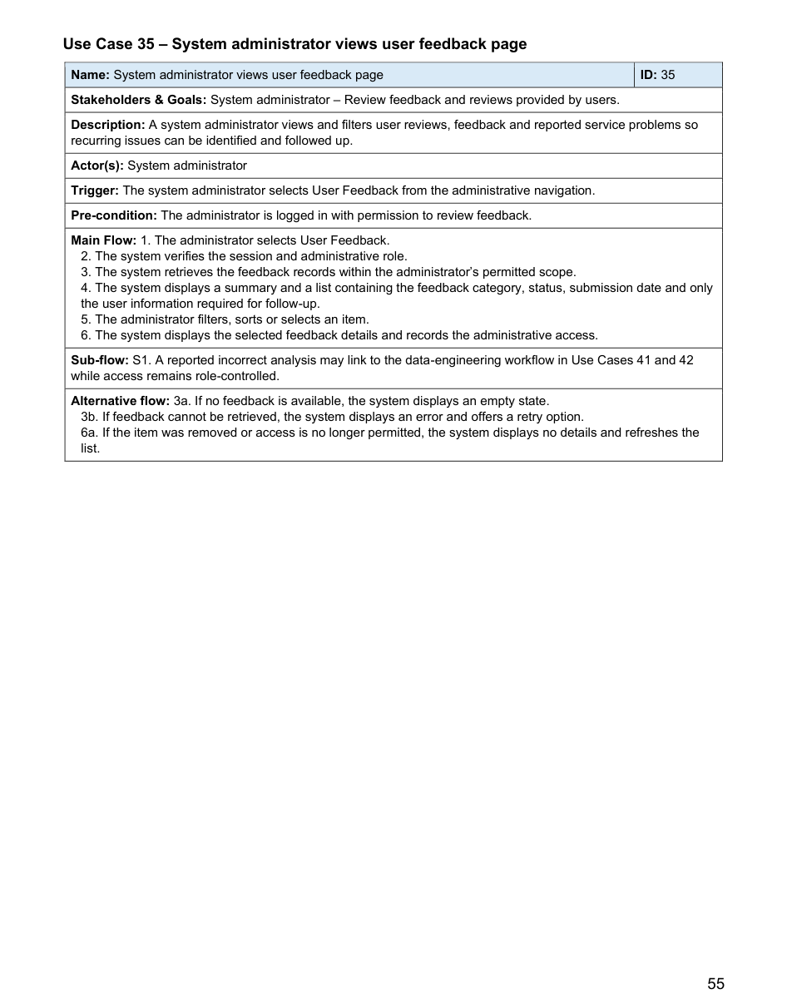 Use Case 35 – System administrator views user feedback page
Name: System administrator views user feedback page
ID: 35
Stakeholders & Goals: System administrator – Review feedback and reviews provided by users.
Description: A system administrator views and filters user reviews, feedback and reported service problems so
recurring issues can be identified and followed up.
Actor(s): System administrator
Trigger: The system administrator selects User Feedback from the administrative navigation.
Pre-condition: The administrator is logged in with permission to review feedback.
Main Flow: 1. The administrator selects User Feedback.
2. The system verifies the session and administrative role.
3. The system retrieves the feedback records within the administrator’s permitted scope.
4. The system displays a summary and a list containing the feedback category, status, submission date and only
the user information required for follow-up.
5. The administrator filters, sorts or selects an item.
6. The system displays the selected feedback details and records the administrative access.
Sub-flow: S1. A reported incorrect analysis may link to the data-engineering workflow in Use Cases 41 and 42
while access remains role-controlled.
Alternative flow: 3a. If no feedback is available, the system displays an empty state.
3b. If feedback cannot be retrieved, the system displays an error and offers a retry option.
6a. If the item was removed or access is no longer permitted, the system displays no details and refreshes the
list.
55